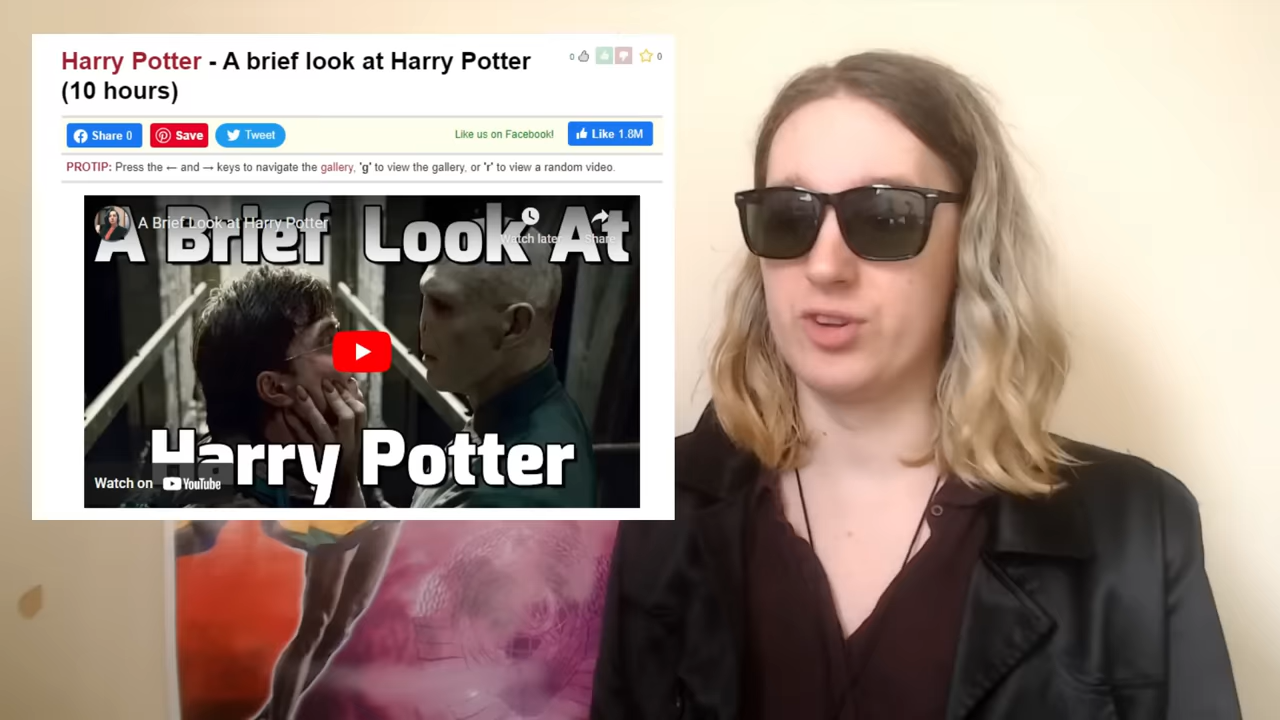 Harry Potter - A brief look at Harry Potter
(10 hours)
0
0
Share 0
Save
Tweet
Like us on Facebook!
Like 1.8M
PROTIP: Press the ← and → keys to navigate the gallery, 'g' to view the gallery, or 'r' to view a random video.
A Brief Look at Harry Potter
Watch later
Share
A Brief Look At
Harry Potter
Watch on YouTube